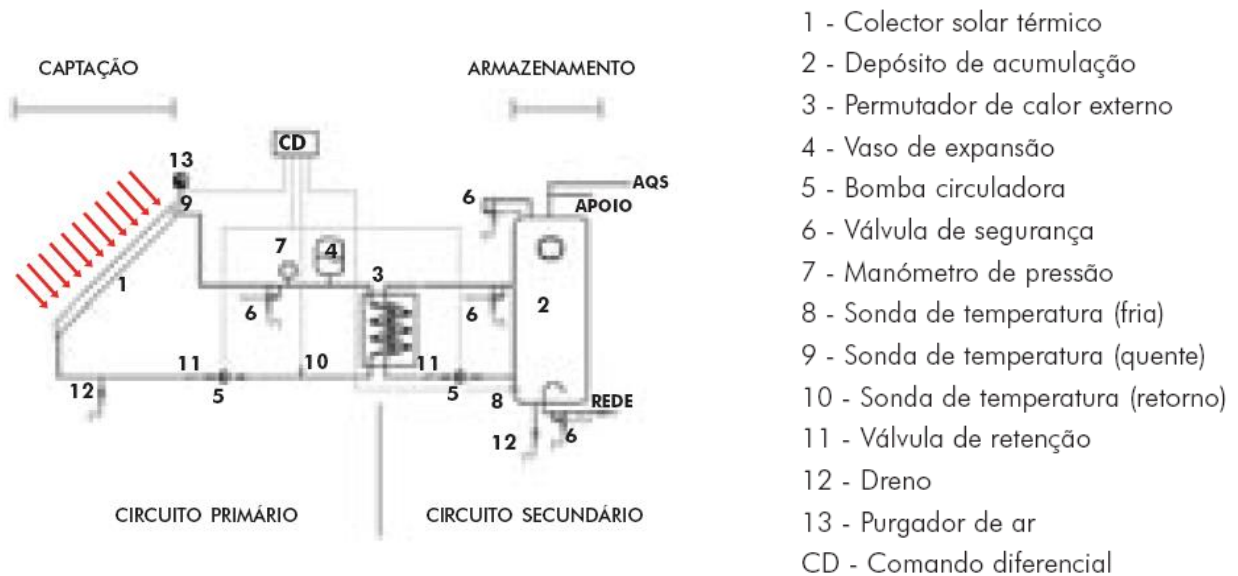 CAPTAÇÃO
ARMAZENAMENTO
CD
13
9
1
7
4
3
6
6
6
AQS
APOIO
2
11
10
11
12
5
5
8
REDE
12
6
CIRCUITO PRIMÁRIO
CIRCUITO SECUNDÁRIO
1 - Colector solar térmico
2 - Depósito de acumulação
3 - Permutador de calor externo
4 - Vaso de expansão
5 - Bomba circuladora
6 - Válvula de segurança
7 - Manómetro de pressão
8 - Sonda de temperatura (fria)
9 - Sonda de temperatura (quente)
10 - Sonda de temperatura (retorno)
11 - Válvula de retenção
12 - Dreno
13 - Purgador de ar
CD - Comando diferencial